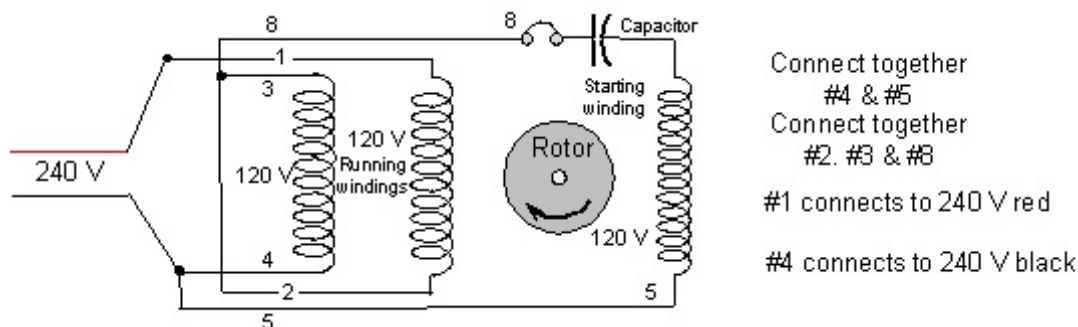 8
8
Capacitor
1
3
Starting
winding
120 V
Running
windings
240 V
120 V
Rotor
120 V
4
2
5
5
Connect together
#4 & #5
Connect together
#2. #3 & #8
#1 connects to 240 V red
#4 connects to 240 V black